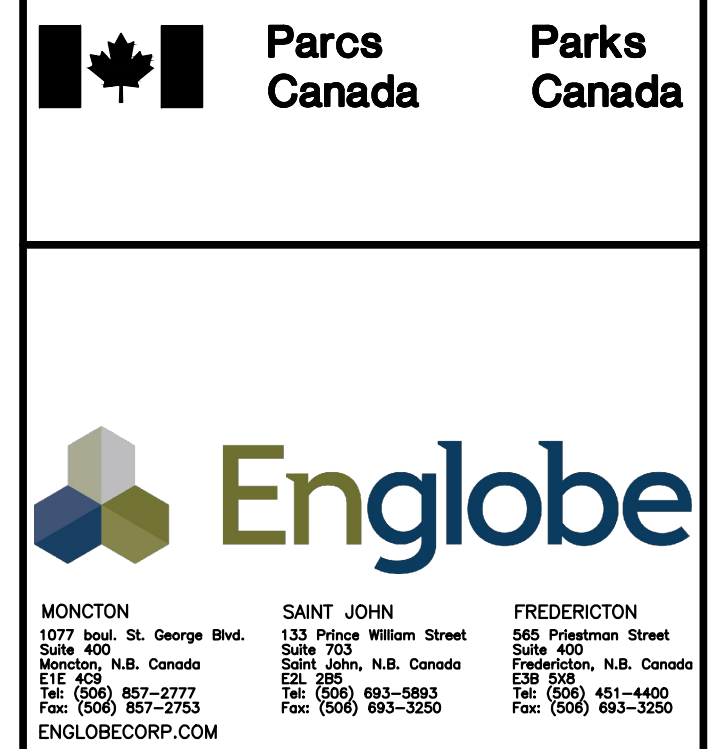 Parcs Parks
Canada Canada
Englobe
MONCTON
1077 boul. St. George Blvd.
Suite 400
Moncton, N.B. Canada
E1E 4C9
Tel: (506) 857-2777
Fax: (506) 857-2753
SAINT JOHN
133 Prince William Street
Suite 703
Saint John, N.B. Canada
E2L 2B5
Tel: (506) 693-5893
Fax: (506) 693-3250
FREDERICTON
565 Priestman Street
Suite 400
Fredericton, N.B. Canada
E3B 5X8
Tel: (506) 451-4400
Fax: (506) 693-3250
ENGLOBECORP.COM